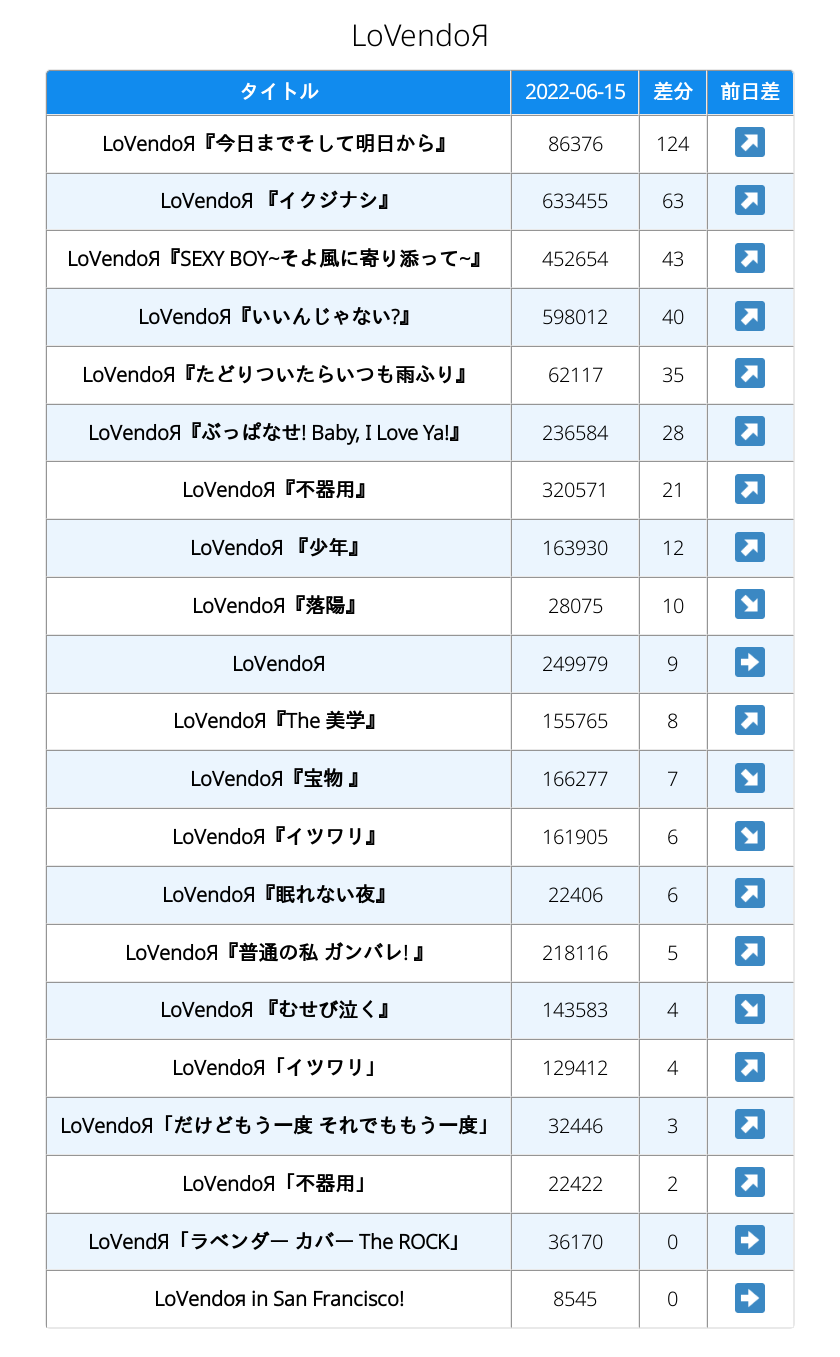 LoVendoЯ
タイトル 2022-06-15 差分 前日差
LoVendoЯ『今日までそして明日から』 86376 124 ↗
LoVendoЯ 『イクジナシ』 633455 63 ↗
LoVendoЯ『SEXY BOY~そよ風に寄り添って~』 452654 43 ↗
LoVendoЯ『いいんじゃない?』 598012 40 ↗
LoVendoЯ『たどりついたらいつも雨ふり』 62117 35 ↗
LoVendoЯ『ぶっぱなせ! Baby, I Love Ya!』 236584 28 ↗
LoVendoЯ『不器用』 320571 21 ↗
LoVendoЯ 『少年』 163930 12 ↗
LoVendoЯ『落陽』 28075 10 ↘
LoVendoЯ 249979 9 ➡
LoVendoЯ『The 美学』 155765 8 ↗
LoVendoЯ『宝物 』 166277 7 ↘
LoVendoЯ『イツワリ』 161905 6 ↘
LoVendoЯ『眠れない夜』 22406 6 ↗
LoVendoЯ『普通の私 ガンバレ! 』 218116 5 ↗
LoVendoЯ 『むせび泣く』 143583 4 ↘
LoVendoЯ「イツワリ」 129412 4 ↗
LoVendoЯ「だけどもう一度 それでももう一度」 32446 3 ↗
LoVendoЯ「不器用」 22422 2 ↗
LoVendЯ「ラベンダー カバー The ROCK」 36170 0 ➡
LoVendoя in San Francisco! 8545 0 ➡